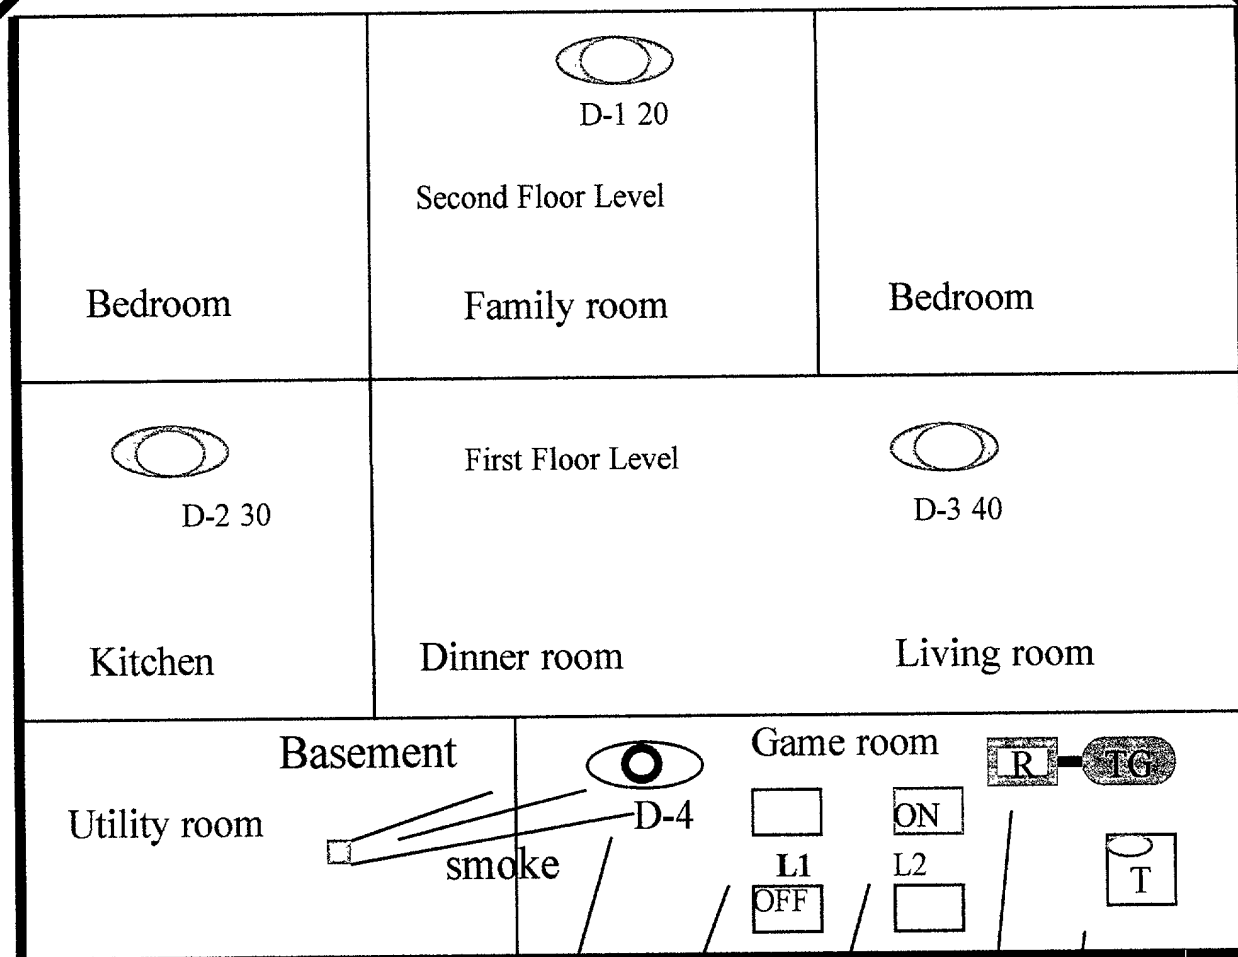 D-1 20
Second Floor Level
Bedroom
Family room
Bedroom
First Floor Level
D-2 30
D-3 40
Kitchen
Dinner room
Living room
Basement
Game room
R
TG
Utility room
D-4
ON
smoke
L1
L2
T
OFF